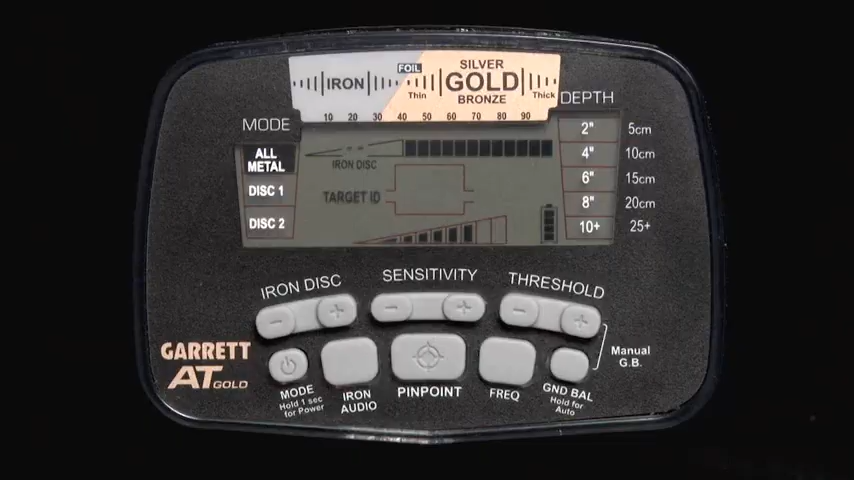 FOIL
SILVER
IRON
GOLD
Thin
BRONZE
Thick
10 20 30 40 50 60 70 80 90
MODE
DEPTH
ALL METAL
DISC 1
DISC 2
IRON DISC
TARGET ID
2" 5cm
4" 10cm
6" 15cm
8" 20cm
10+ 25+
IRON DISC
SENSITIVITY
THRESHOLD
- +
- +
- +
GARRETT
AT GOLD
MODE
Hold 1 sec
for Power
IRON
AUDIO
PINPOINT
FREQ
GND BAL
Hold for
Auto
Manual
G.B.